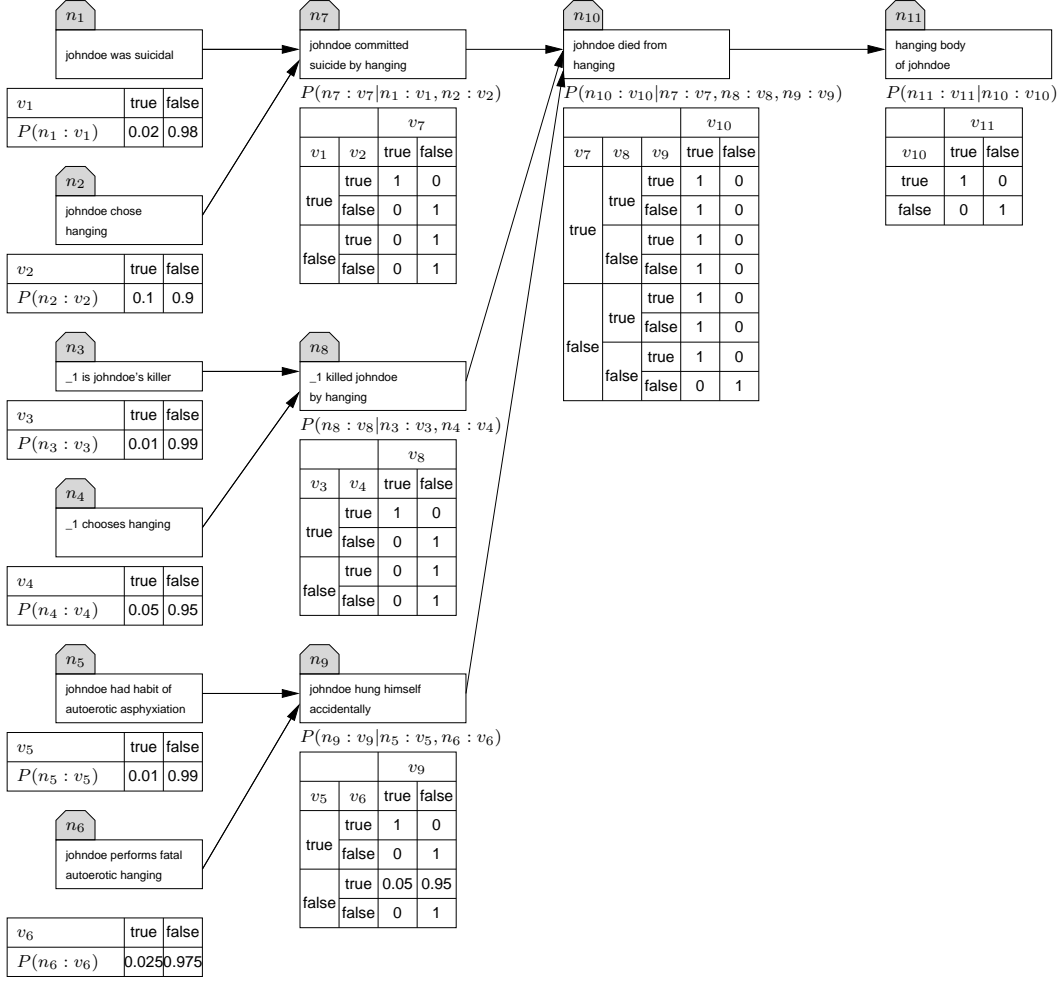 n₁
johndoe was suicidal
v₁ true false
P(n₁ : v₁) 0.02 0.98
n₂
johndoe chose
hanging
v₂ true false
P(n₂ : v₂) 0.1 0.9
n₃
_1 is johndoe's killer
v₃ true false
P(n₃ : v₃) 0.01 0.99
n₄
_1 chooses hanging
v₄ true false
P(n₄ : v₄) 0.05 0.95
n₅
johndoe had habit of
autoerotic asphyxiation
v₅ true false
P(n₅ : v₅) 0.01 0.99
n₆
johndoe performs fatal
autoerotic hanging
v₆ true false
P(n₆ : v₆) 0.025 0.975
n₇
johndoe committed
suicide by hanging
P(n₇ : v₇|n₁ : v₁, n₂ : v₂)
v₇
v₁ v₂ true false
true true 1 0
false 0 1
false true 0 1
false 0 1
n₈
_1 killed johndoe
by hanging
P(n₈ : v₈|n₃ : v₃, n₄ : v₄)
v₈
v₃ v₄ true false
true true 1 0
false 0 1
false true 0 1
false 0 1
n₉
johndoe hung himself
accidentally
P(n₉ : v₉|n₅ : v₅, n₆ : v₆)
v₉
v₅ v₆ true false
true true 1 0
false 0 1
false true 0.05 0.95
false 0 1
n₁₀
johndoe died from
hanging
P(n₁₀ : v₁₀|n₇ : v₇, n₈ : v₈, n₉ : v₉)
v₁₀
v₇ v₈ v₉ true false
true true true 1 0
false 1 0
false true 1 0
false 1 0
false true true 1 0
false 1 0
false true 1 0
false 0 1
n₁₁
hanging body
of johndoe
P(n₁₁ : v₁₁|n₁₀ : v₁₀)
v₁₁
v₁₀ true false
true 1 0
false 0 1